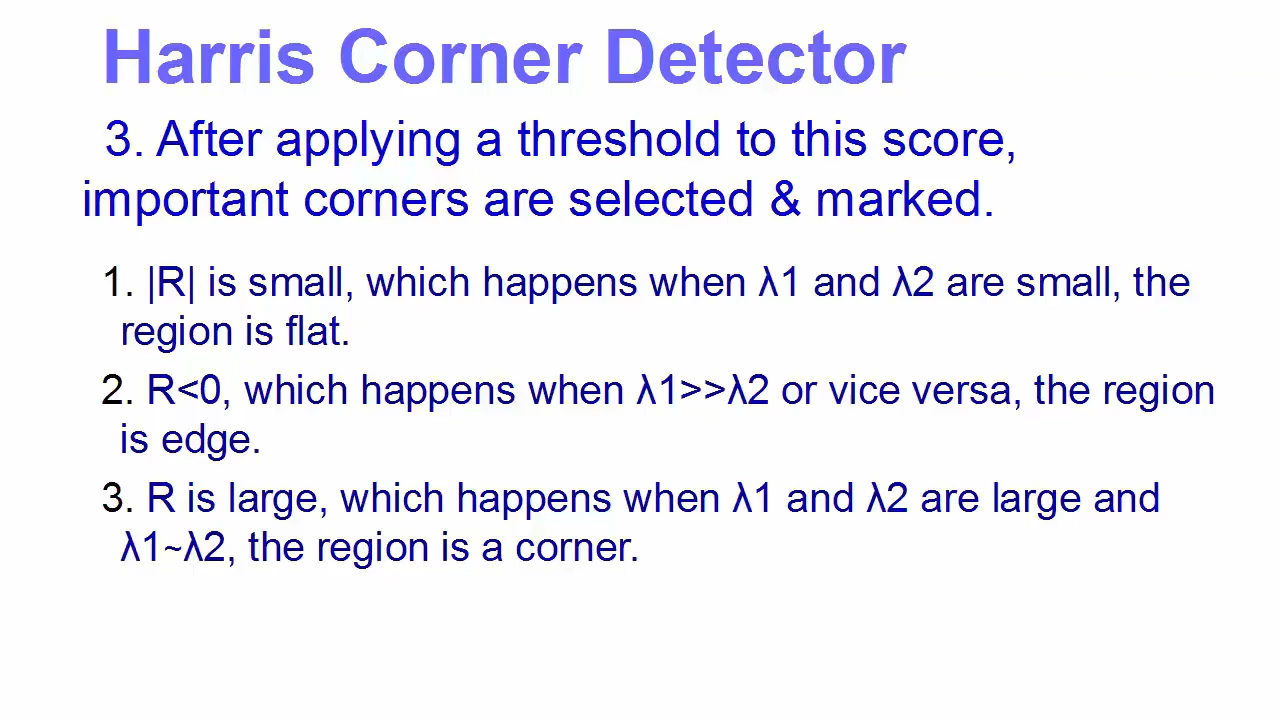 Harris Corner Detector
3. After applying a threshold to this score,
important corners are selected & marked.
1. |R| is small, which happens when λ1 and λ2 are small, the
region is flat.
2. R<0, which happens when λ1>>λ2 or vice versa, the region
is edge.
3. R is large, which happens when λ1 and λ2 are large and
λ1~λ2, the region is a corner.